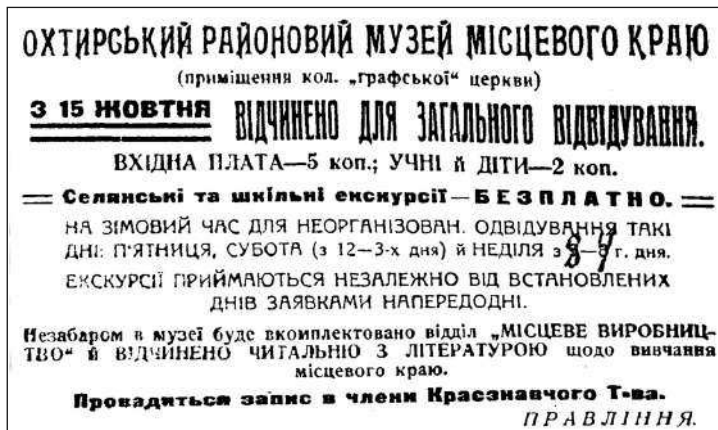 ОХТИРСЬКИЙ РАЙОНОВИЙ МУЗЕЙ МІСЦЕВОГО КРАЮ
(приміщення кол. „графської“ церкви)
З 15 ЖОВТНЯ ВІДЧИНЕНО ДЛЯ ЗАГАЛЬНОГО ВІДВІДУВАННЯ.
ВХІДНА ПЛАТА—5 коп.; УЧНІ й ДІТИ—2 коп.
Селянські та шкільні екскурсії—БЕЗПЛАТНО.
НА ЗІМОВИЙ ЧАС ДЛЯ НЕОРГАНІЗОВАН. ОДВІДУВАННЯ ТАКІ
ДНІ: П'ЯТНИЦЯ, СУБОТА (з 12—3-х дня) й НЕДІЛЯ з г. дня.
ЕКСКУРСІЇ ПРИЙМАЮТЬСЯ НЕЗАЛЕЖНО ВІД ВСТАНОВЛЕНИХ
ДНІВ ЗАЯВКАМИ НАПЕРЕДОДНІ.
Незабаром в музеї буде вкомплектовано відділ „МІСЦЕВЕ ВИРОБНИЦ-
ТВО“ й ВІДЧИНЕНО ЧИТАЛЬНЮ З ЛІТЕРАТУРОЮ щодо вивчання
місцевого краю.
Провадиться запис в члени Краєзнавчого Т-ва.
ПРАВЛІННЯ.